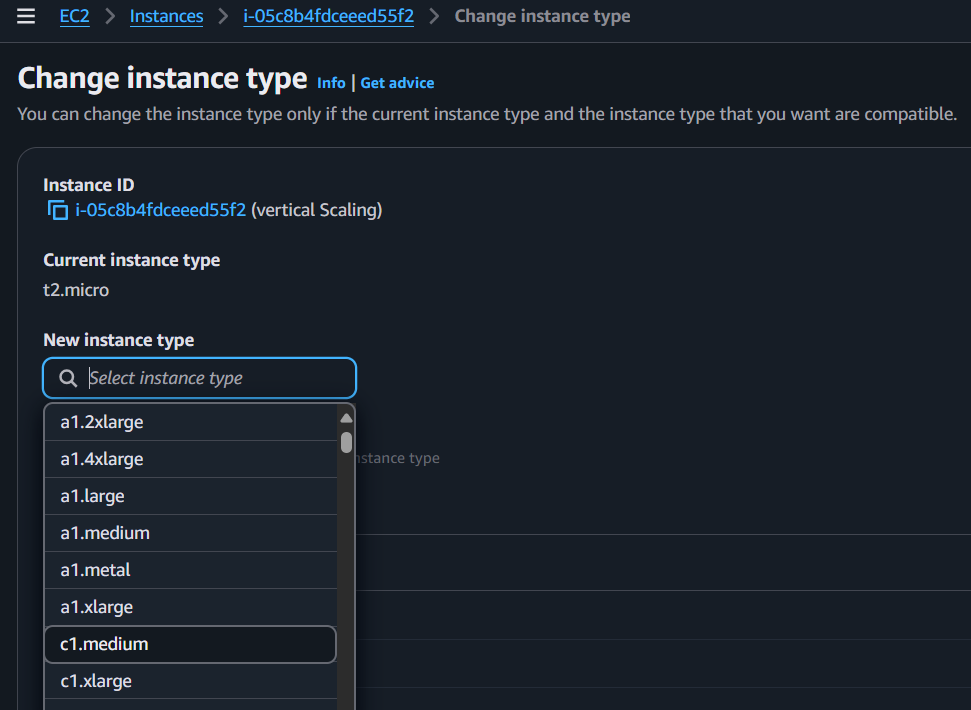 EC2 > Instances > i-05c8b4fdceeed55f2 > Change instance type
Change instance type Info | Get advice
You can change the instance type only if the current instance type and the instance type that you want are compatible.
Instance ID
i-05c8b4fdceeed55f2 (vertical Scaling)
Current instance type
t2.micro
New instance type
Select instance type
a1.2xlarge
a1.4xlarge
nstance type
a1.large
a1.medium
a1.metal
a1.xlarge
c1.medium
c1.xlarge